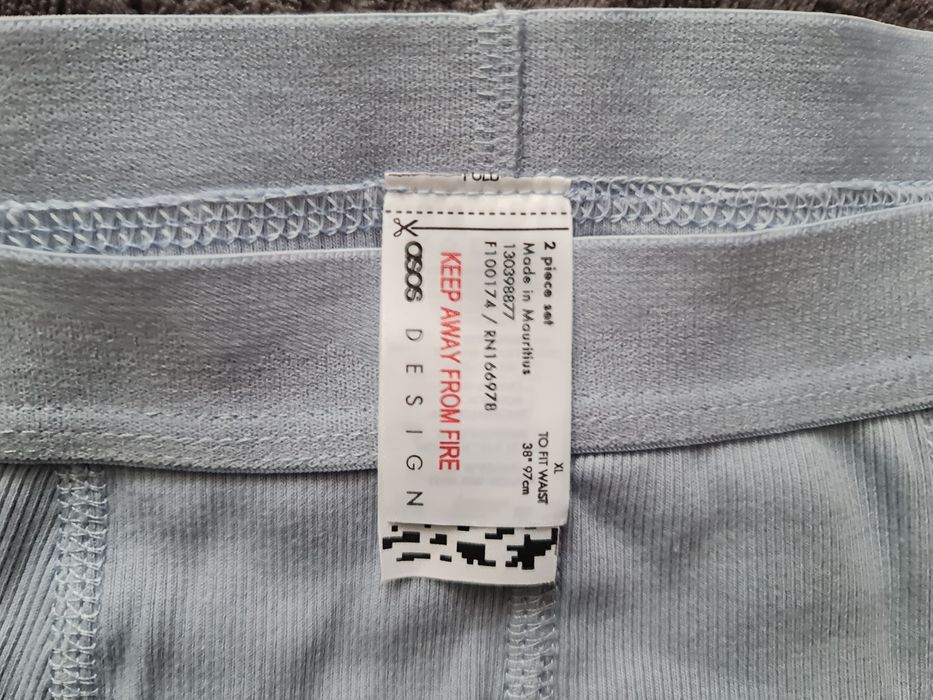 asos DESIGN
KEEP AWAY FROM FIRE
2 piece set
Made in Mauritius
130398877
F100174 / RN166978
XL
TO FIT WAIST
38" 97cm